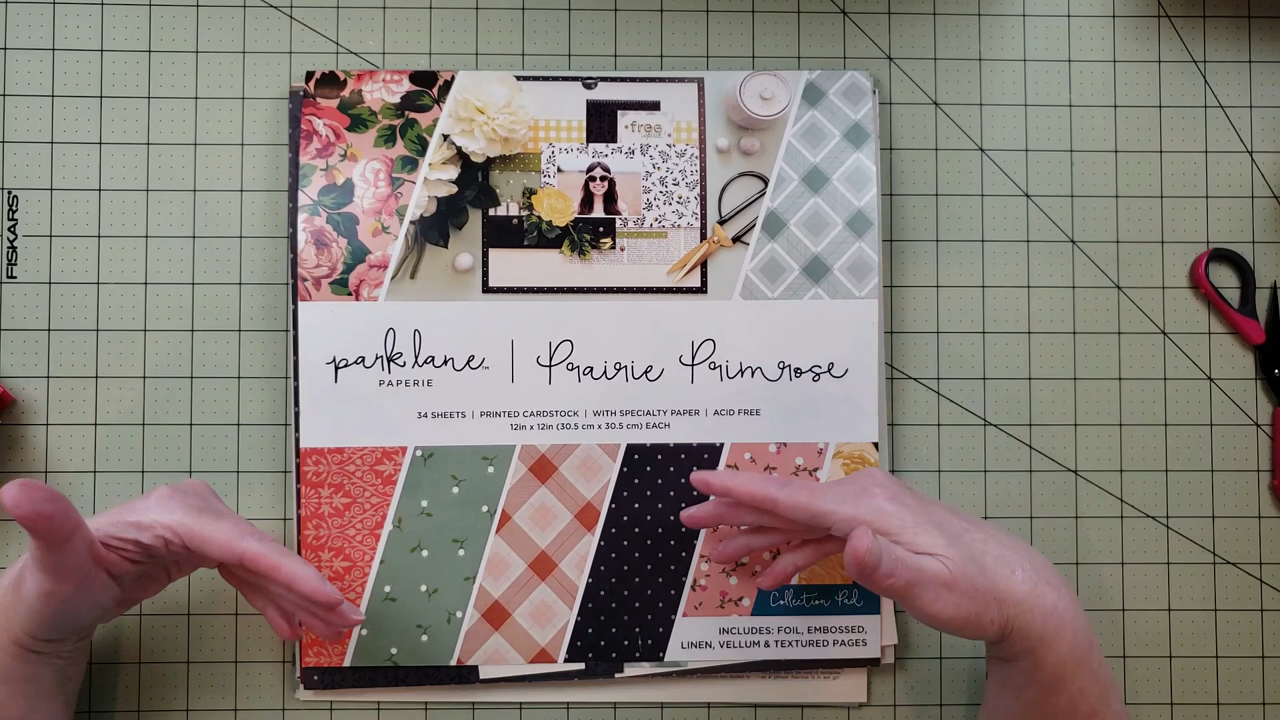 FISKARS®
free
park lane™ | Prairie Primrose
PAPERIE
34 SHEETS | PRINTED CARDSTOCK | WITH SPECIALTY PAPER | ACID FREE
12in x 12in (30.5 cm x 30.5 cm) EACH
Collection Pad
INCLUDES: FOIL, EMBOSSED,
LINEN, VELLUM & TEXTURED PAGES